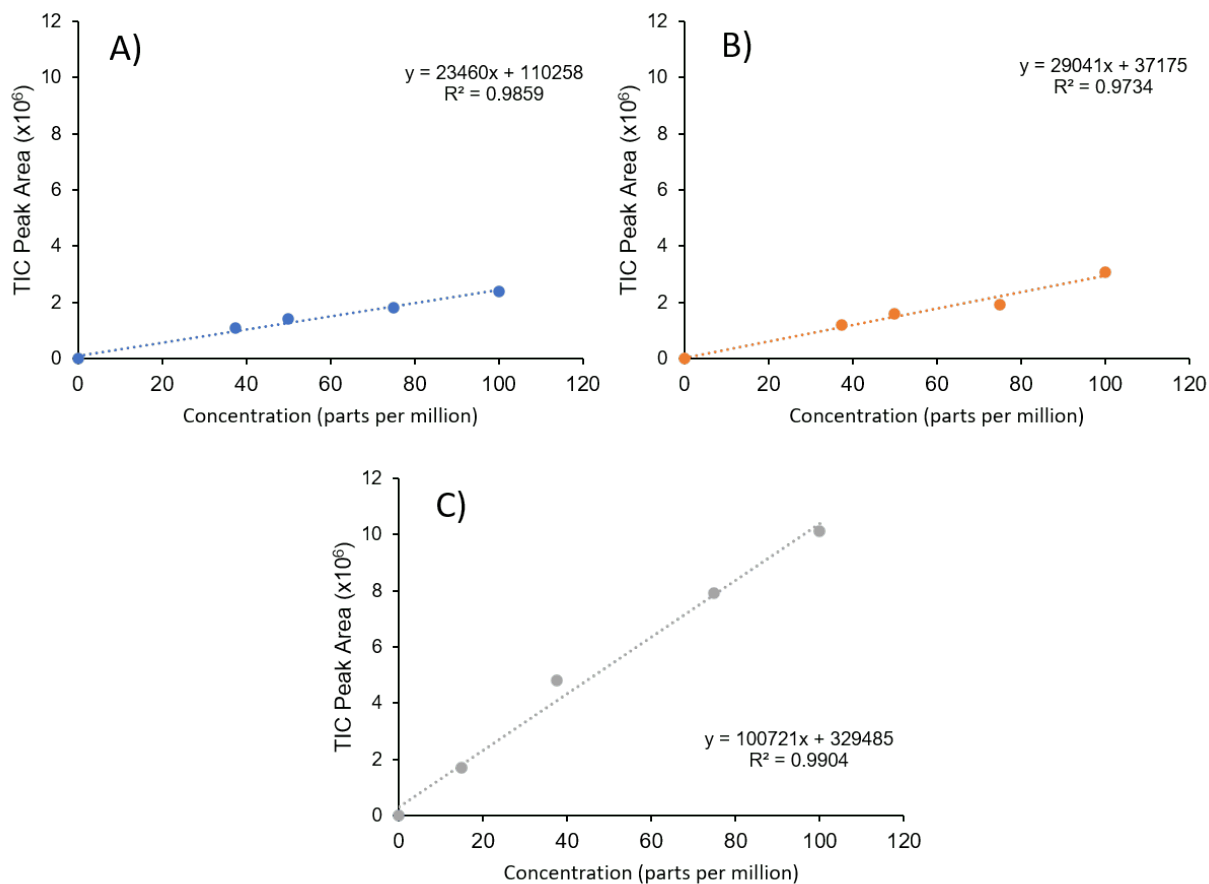 A)
y = 23460x + 110258
R² = 0.9859
TIC Peak Area (x10⁶)
12
10
8
6
4
2
0
0 20 40 60 80 100 120
Concentration (parts per million)
B)
y = 29041x + 37175
R² = 0.9734
TIC Peak Area (x10⁶)
12
10
8
6
4
2
0
0 20 40 60 80 100 120
Concentration (parts per million)
C)
TIC Peak Area (x10⁶)
12
10
8
6
4
2
0
y = 100721x + 329485
R² = 0.9904
0 20 40 60 80 100 120
Concentration (parts per million)